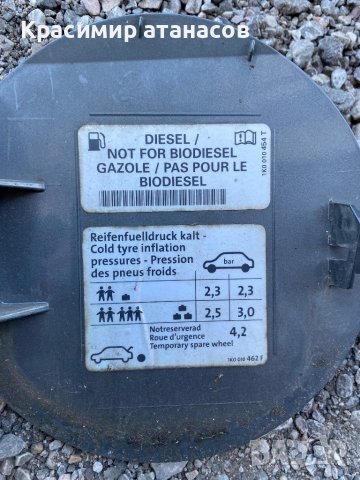 Красимир атанасов
DIESEL /
NOT FOR BIODIESEL
GAZOLE / PAS POUR LE
BIODIESEL
1K0 010 454 T
Reifenfuelldruck kalt -
Cold tyre inflation
pressures - Pression
des pneus froids
bar
2,3 2,3
2,5 3,0
Notreserverad
Roue d'urgence 4,2
Temporary spare wheel
1K0 010 462 F